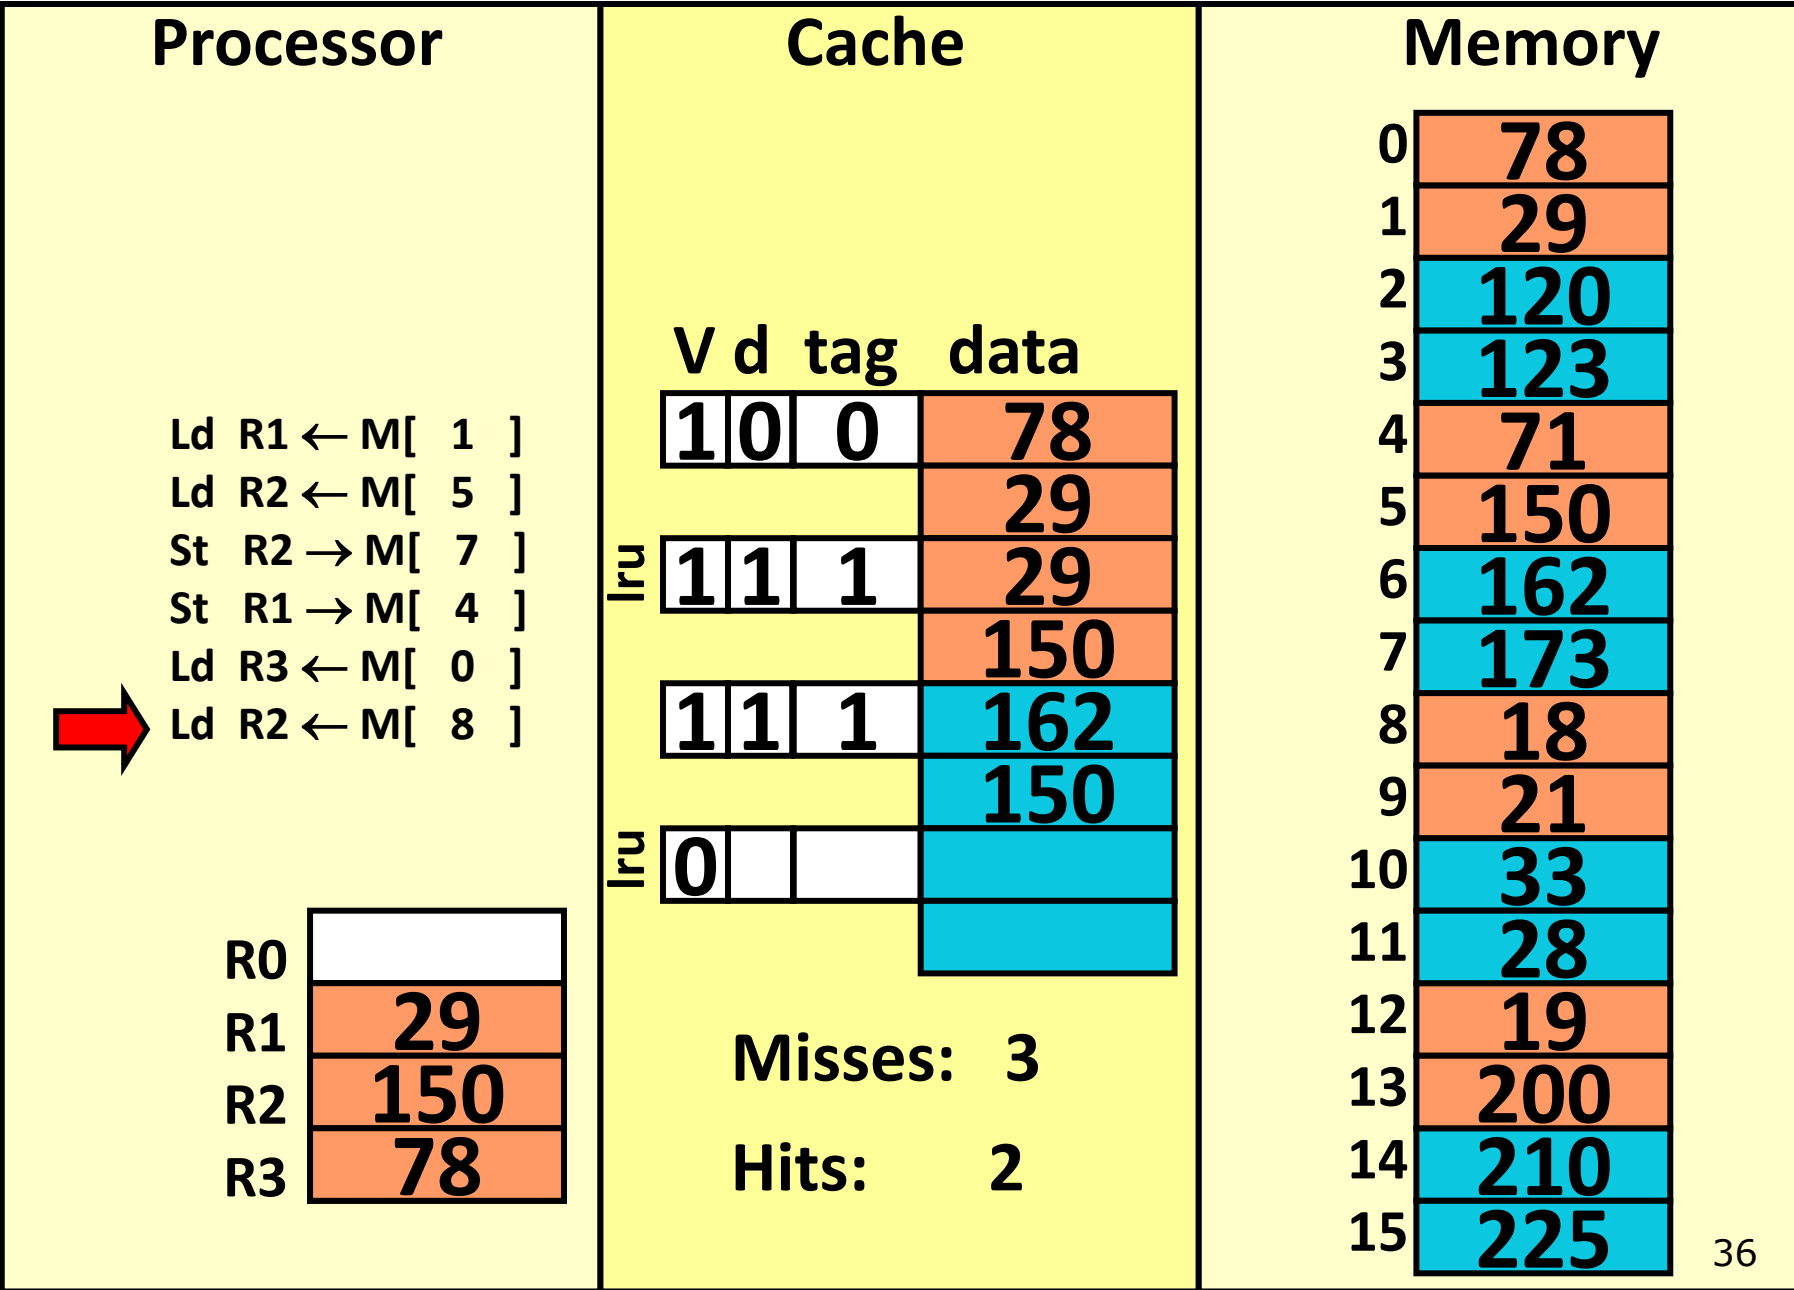 Processor
Ld R1 ← M[ 1 ]
Ld R2 ← M[ 5 ]
St R2 → M[ 7 ]
St R1 → M[ 4 ]
Ld R3 ← M[ 0 ]
Ld R2 ← M[ 8 ]
R0
R1 29
R2 150
R3 78
Cache
V d tag data
1 0 0 78
29
lru 1 1 1 29
150
1 1 1 162
150
lru 0
Misses: 3
Hits: 2
Memory
0 78
1 29
2 120
3 123
4 71
5 150
6 162
7 173
8 18
9 21
10 33
11 28
12 19
13 200
14 210
15 225
36